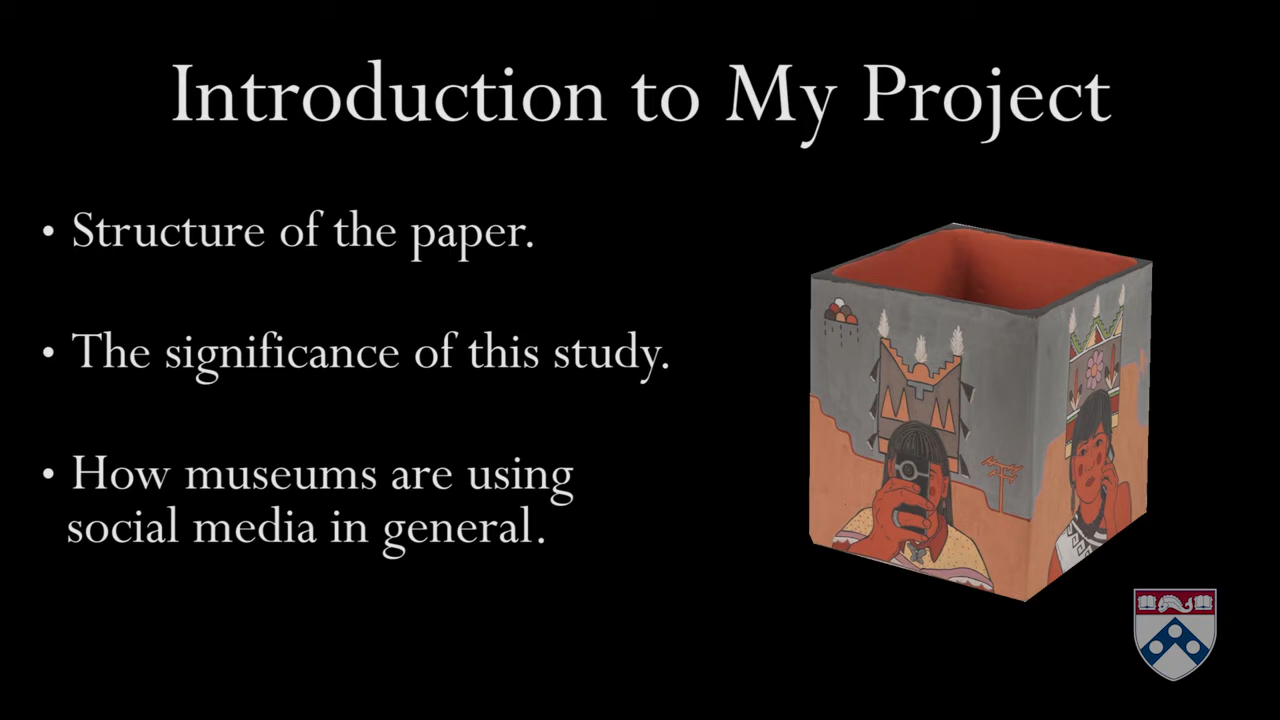 Introduction to My Project
• Structure of the paper.
• The significance of this study.
• How museums are using
social media in general.